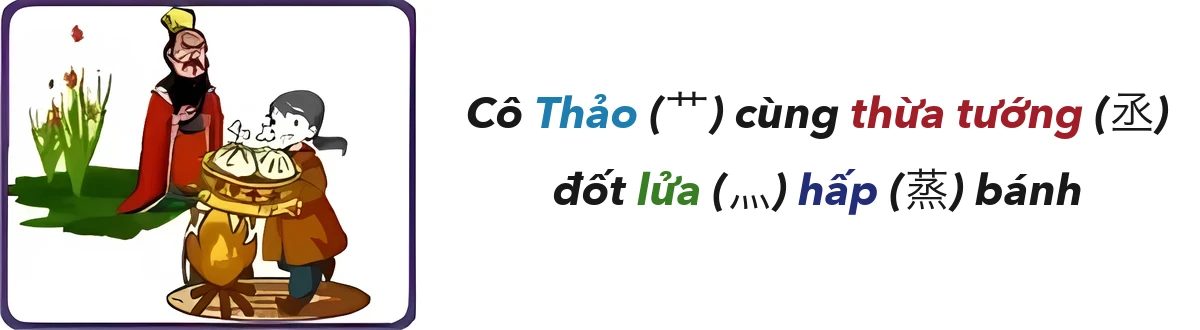 Cô Thảo (艹) cùng thừa tướng (丞)
đốt lửa (灬) hấp (蒸) bánh